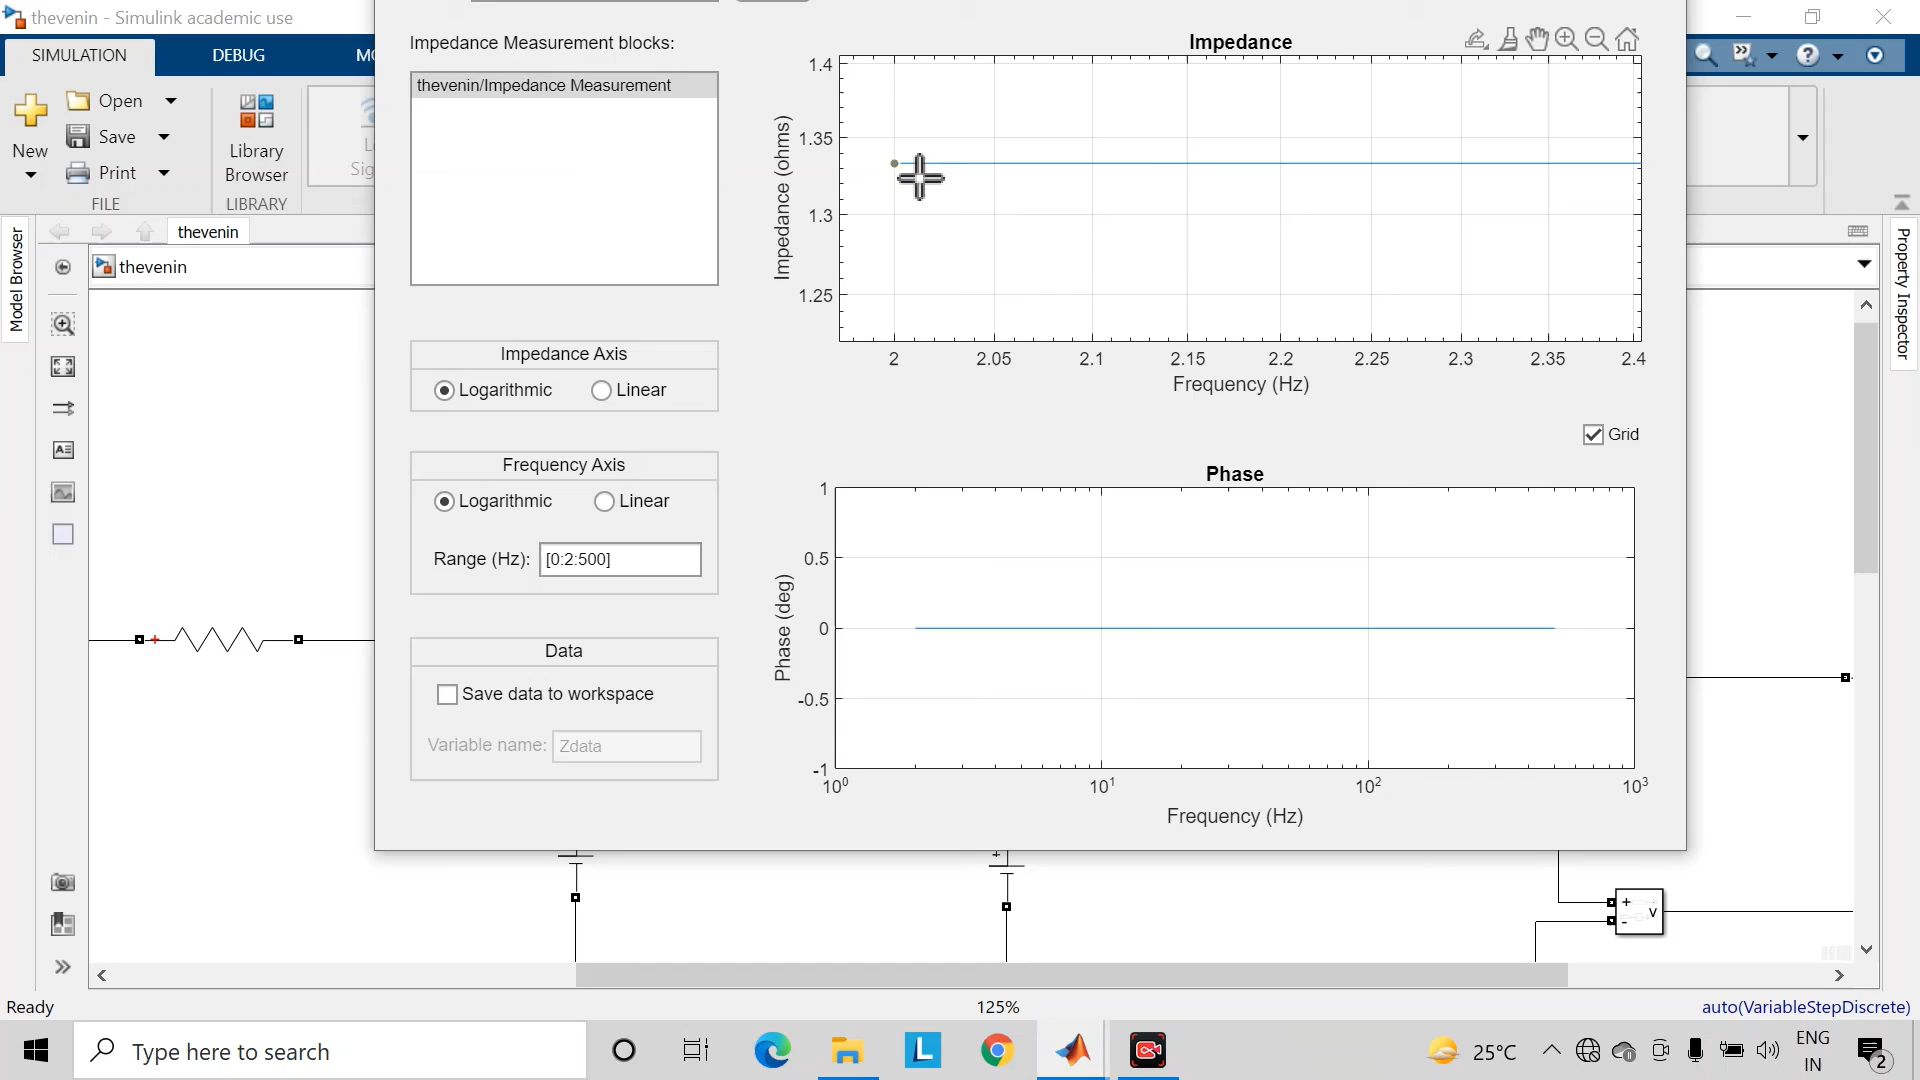 thevenin - Simulink academic use
SIMULATION
DEBUG
Open
Save
Print
New
FILE
Library
Browser
LIBRARY
Impedance Measurement blocks:
thevenin/Impedance Measurement
Impedance Axis
Logarithmic
Linear
Frequency Axis
Logarithmic
Linear
Range (Hz): [0:2:500]
Data
Save data to workspace
Variable name: Zdata
Impedance
Impedance (ohms)
1.4
1.35
1.3
1.25
2 2.05 2.1 2.15 2.2 2.25 2.3 2.35 2.4
Frequency (Hz)
Grid
Phase
Phase (deg)
1
0.5
0
-0.5
-1
10⁰ 10¹ 10² 10³
Frequency (Hz)
Model Browser
thevenin
thevenin
Property Inspector
+
-
v
Ready
125%
auto(VariableStepDiscrete)
Type here to search
25°C
ENG
IN
2